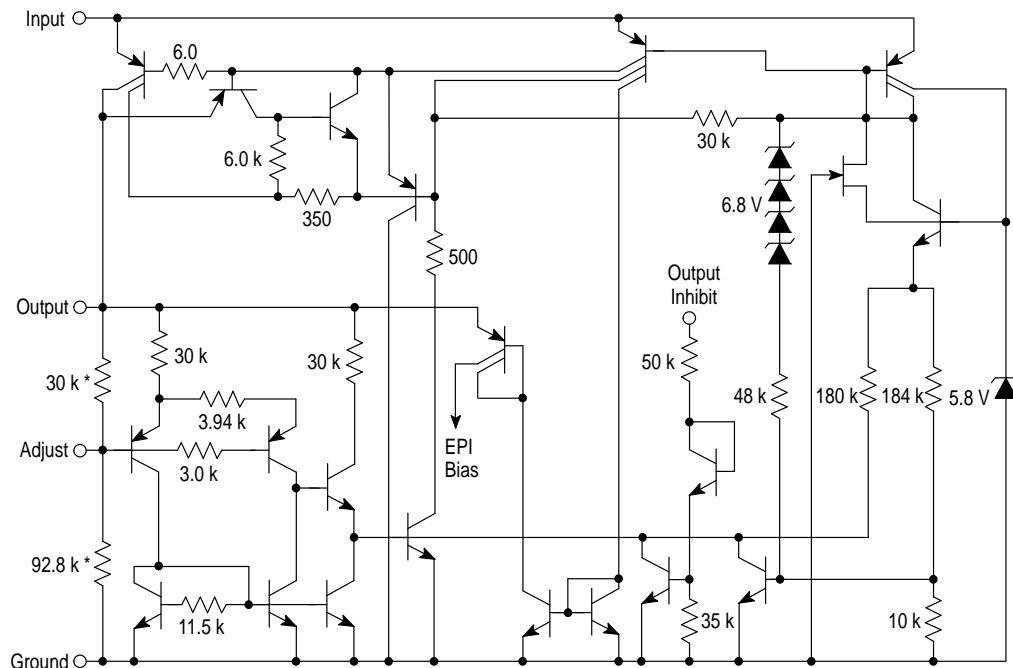 Input
6.0
30 k
6.0 k
6.8 V
350
500
Output
Inhibit
Output
30 k
30 k
50 k
30 k *
48 k
180 k
184 k
5.8 V
3.94 k
Adjust
EPI
Bias
3.0 k
92.8 k *
11.5 k
35 k
10 k
Ground